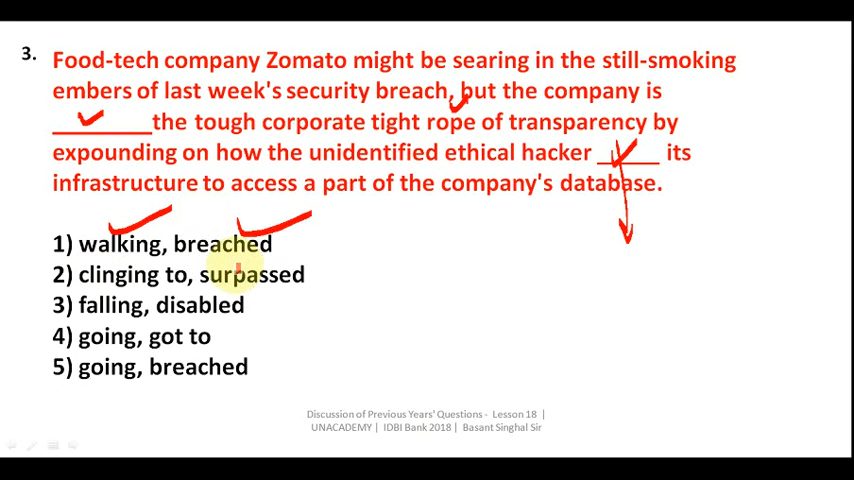 3. Food-tech company Zomato might be searing in the still-smoking
embers of last week's security breach, but the company is
________the tough corporate tight rope of transparency by
expounding on how the unidentified ethical hacker _____ its
infrastructure to access a part of the company's database.
1) walking, breached
2) clinging to, surpassed
3) falling, disabled
4) going, got to
5) going, breached
Discussion of Previous Years' Questions - Lesson 18 |
UNACADEMY | IDBI Bank 2018 | Basant Singhal Sir